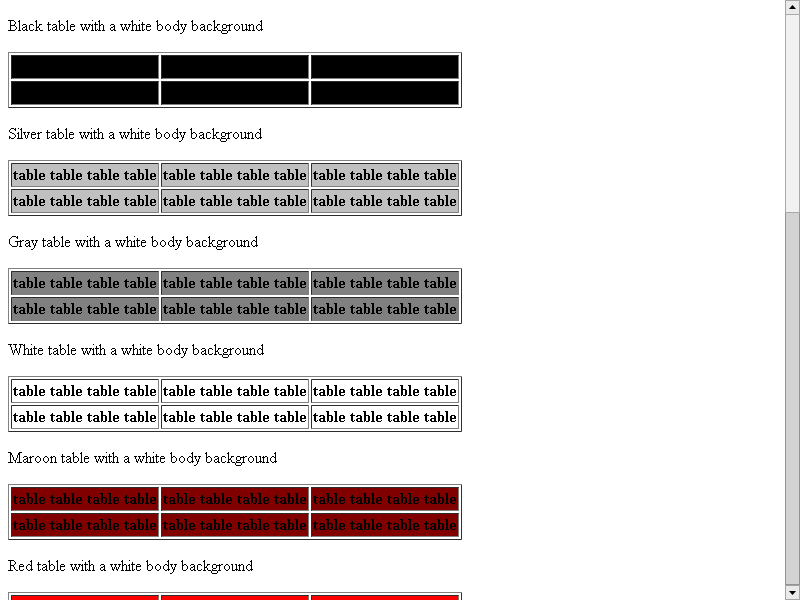 Black table with a white body background
Silver table with a white body background
table table table table table table table table table table table table
table table table table table table table table table table table table
Gray table with a white body background
table table table table table table table table table table table table
table table table table table table table table table table table table
White table with a white body background
table table table table table table table table table table table table
table table table table table table table table table table table table
Maroon table with a white body background
table table table table table table table table table table table table
table table table table table table table table table table table table
Red table with a white body background